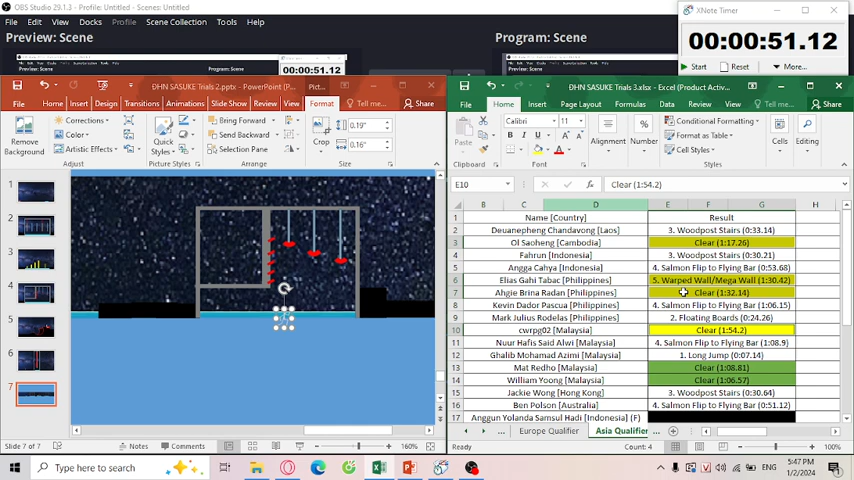 OBS Studio 29.1.3 - Profile: Untitled - Scenes: Untitled
File Edit View Docks Profile Scene Collection Tools Help
Preview: Scene
Program: Scene
XNote Timer
00:00:51.12
Start Reset More...
ĐHN SASUKE Trials 2.pptx - PowerPoint (P... Pict...
File Home Insert Design Transitions Animations Slide Show Review View Format Tell me... Share
Remove Background
Corrections
Color
Artistic Effects
Adjust
Quick Styles
Picture Styles
Bring Forward
Send Backward
Selection Pane
Arrange
Crop
0.19"
0.16"
Size
1
2
3
4
5
6
7
Slide 7 of 7
Notes Comments
160%
ĐHN SASUKE Trials 3.xlsx - Excel (Product Activ...
File Home Insert Page Layout Formulas Data Review View Tell me Share
Paste
Clipboard
Calibri 11
B I U
Font
Alignment
Number
Conditional Formatting
Format as Table
Cell Styles
Styles
Cells
Editing
E10 fx Clear (1:54.2)
B C D E F G H
1 Name [Country] Result
2 Deuanepheng Chandavong [Laos] 3. Woodpost Stairs (0:33.14)
3 Ol Saoheng [Cambodia] Clear (1:17.26)
4 Fahrun [Indonesia] 3. Woodpost Stairs (0:30.21)
5 Angga Cahya [Indonesia] 4. Salmon Flip to Flying Bar (0:53.68)
6 Elias Gahi Tabac [Philippines] 5. Warped Wall/Mega Wall (1:30.42)
7 Ahgie Brina Radan [Philippines] Clear (1:32.14)
8 Kevin Dador Pascua [Philippines] 4. Salmon Flip to Flying Bar (1:06.15)
9 Mark Julius Rodelas [Philippines] 2. Floating Boards (0:24.26)
10 cwrpg02 [Malaysia] Clear (1:54.2)
11 Nuur Hafis Said Alwi [Malaysia] 4. Salmon Flip to Flying Bar (1:08.9)
12 Ghalib Mohamad Azimi [Malaysia] 1. Long Jump (0:07.14)
13 Mat Redho [Malaysia] Clear (1:08.81)
14 William Yoong [Malaysia] Clear (1:06.57)
15 Jackie Wong [Hong Kong] 3. Woodpost Stairs (0:30.64)
16 Ben Polson [Australia] 4. Salmon Flip to Flying Bar (0:51.12)
17 Anggun Yolanda Samsul Hadi [Indonesia] (F)
... Europe Qualifier Asia Qualifier ...
Ready Count: 4 100%
Type here to search
ENG
5:47 PM
1/2/2024